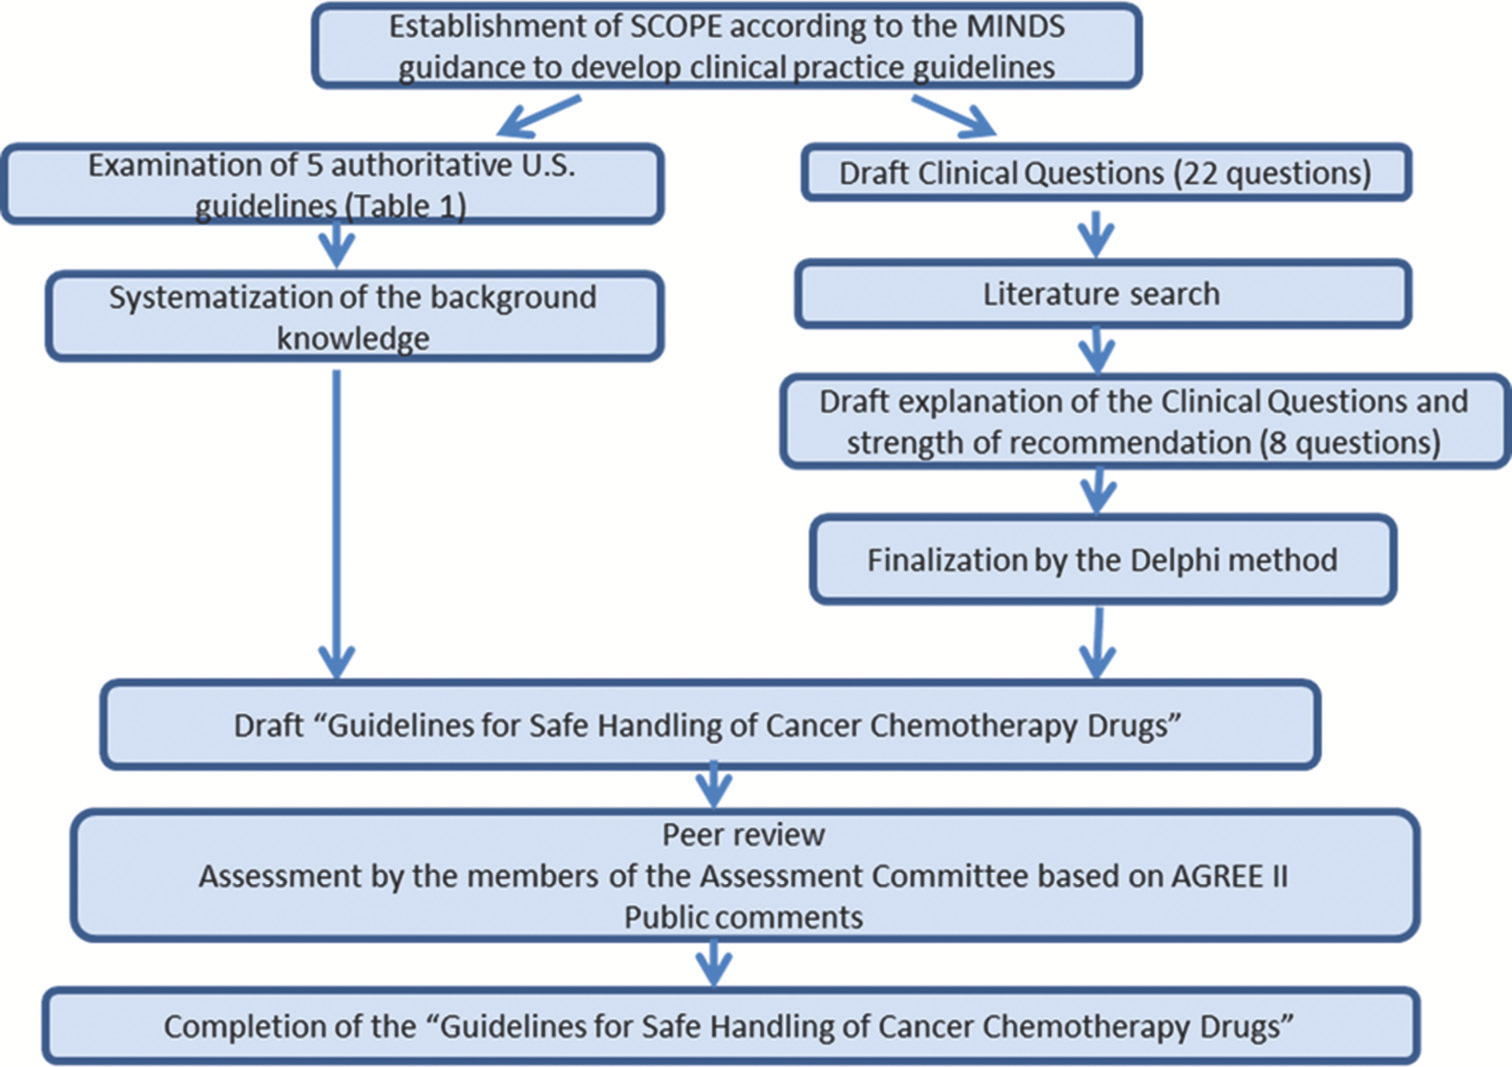 Establishment of SCOPE according to the MINDS
guidance to develop clinical practice guidelines
Examination of 5 authoritative U.S.
guidelines (Table 1)
Systematization of the background
knowledge
Draft Clinical Questions (22 questions)
Literature search
Draft explanation of the Clinical Questions and
strength of recommendation (8 questions)
Finalization by the Delphi method
Draft “Guidelines for Safe Handling of Cancer Chemotherapy Drugs”
Peer review
Assessment by the members of the Assessment Committee based on AGREE II
Public comments
Completion of the “Guidelines for Safe Handling of Cancer Chemotherapy Drugs”